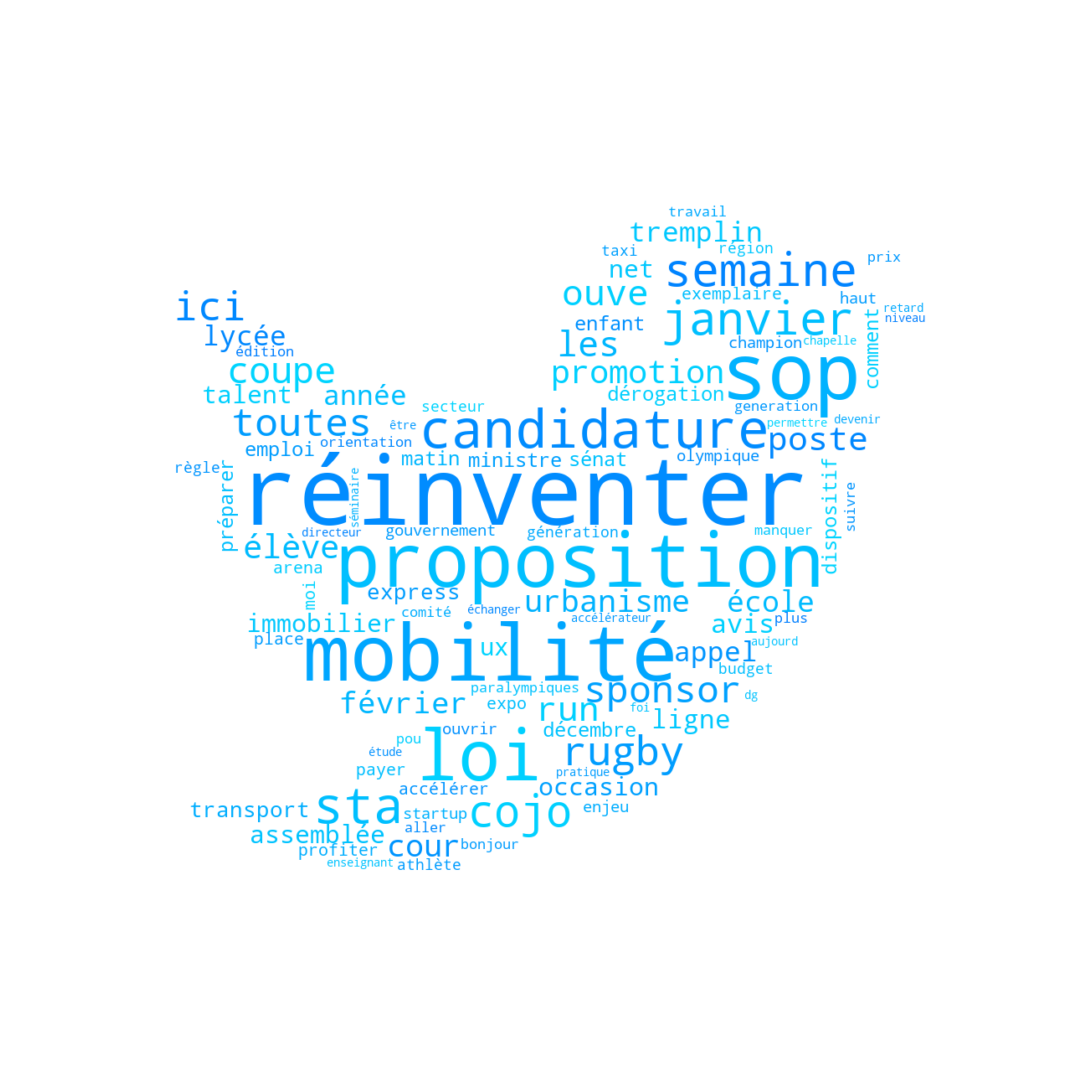 travail
tremplin
taxi
région
prix
net
semaine
ouve
exemplaire
haut
ici
janvier
retard
niveau
lycée
enfant
les
champion
chapelle
comment
édition
coupe
promotion
sop
talent
année
dérogation
secteur
generation
toutes
candidature
permettre
devenir
être
poste
emploi
orientation
matin
ministre
sénat
olympique
règle
préparer
réinventer
séminaire
dispositif
suivre
directeur
gouvernement
génération
manquer
élève
proposition
arena
moi
express
urbanisme
école
comité
échanger
accélérateur
immobilier
avis
plus
place
mobilité
ux
appel
aujourd
budget
paralympiques
sponsor
dg
février
expo
run
foi
ligne
ouvrir
décembre
pou
étude
loi
rugby
payer
pratique
accélérer
occasion
transport
sta
startup
cojo
enjeu
assemblée
aller
profiter
cour
bonjour
enseignant
athlète